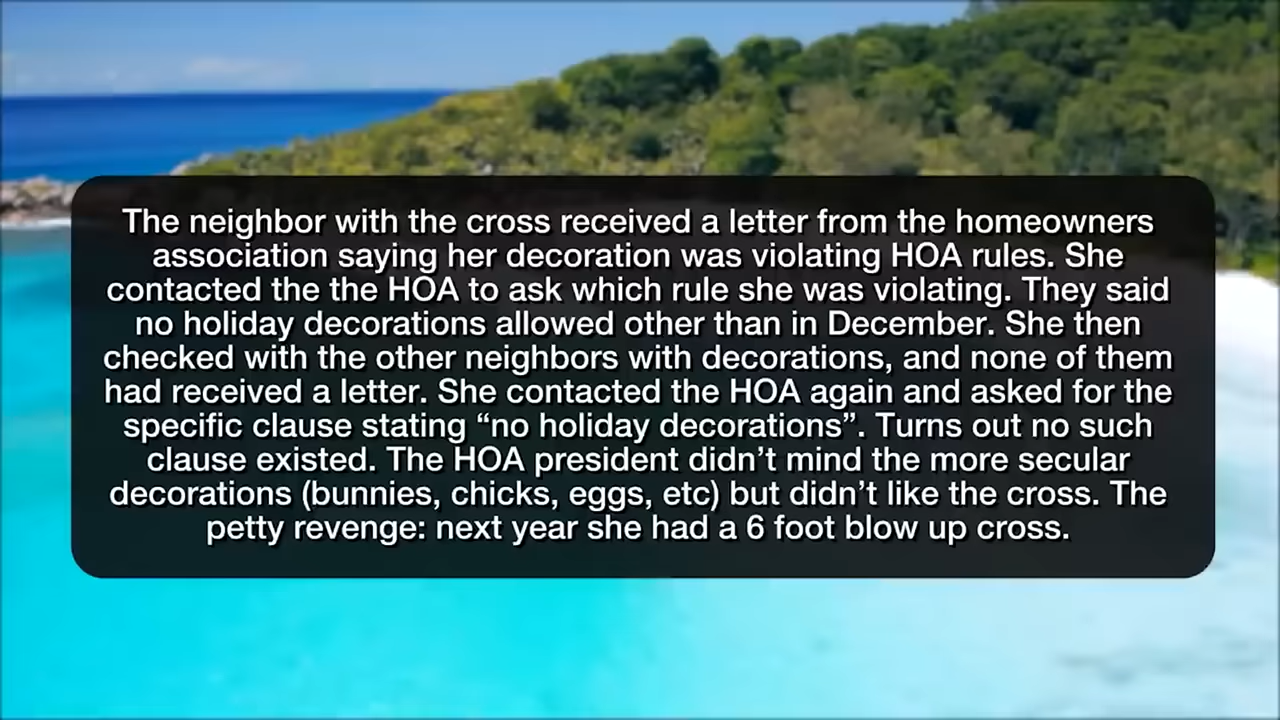 The neighbor with the cross received a letter from the homeowners
association saying her decoration was violating HOA rules. She
contacted the the HOA to ask which rule she was violating. They said
no holiday decorations allowed other than in December. She then
checked with the other neighbors with decorations, and none of them
had received a letter. She contacted the HOA again and asked for the
specific clause stating “no holiday decorations”. Turns out no such
clause existed. The HOA president didn’t mind the more secular
decorations (bunnies, chicks, eggs, etc) but didn’t like the cross. The
petty revenge: next year she had a 6 foot blow up cross.